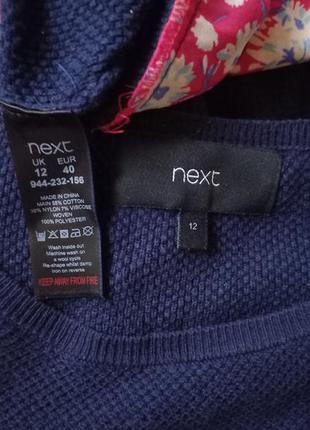 next
UK EUR
12 40
944-232-156
MADE IN CHINA
MAIN 55% COTTON
38% NYLON 7% VISCOSE
WOVEN
100% POLYESTER
Wash inside out
Machine wash on
a wool cycle
Re-shape whilst damp
Iron on reverse
KEEP AWAY FROM FIRE
next
12